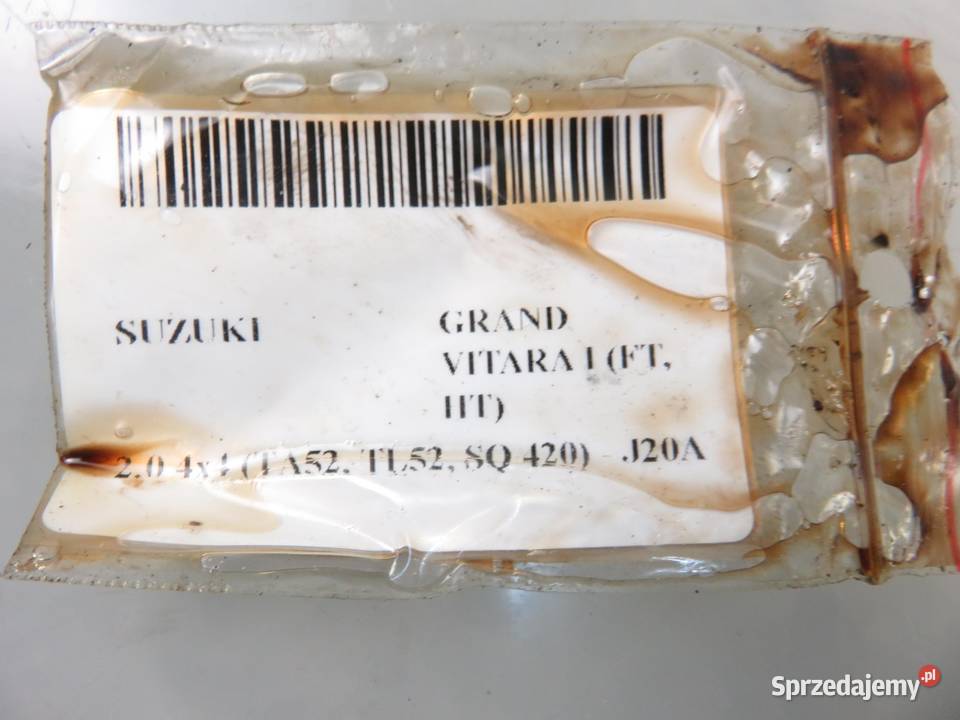 SUZUKI
GRAND
VITARA I (FT,
HT)
2.0 4x4 (TA52, TL52, SQ 420)
J20A
Sprzedajemy.pl